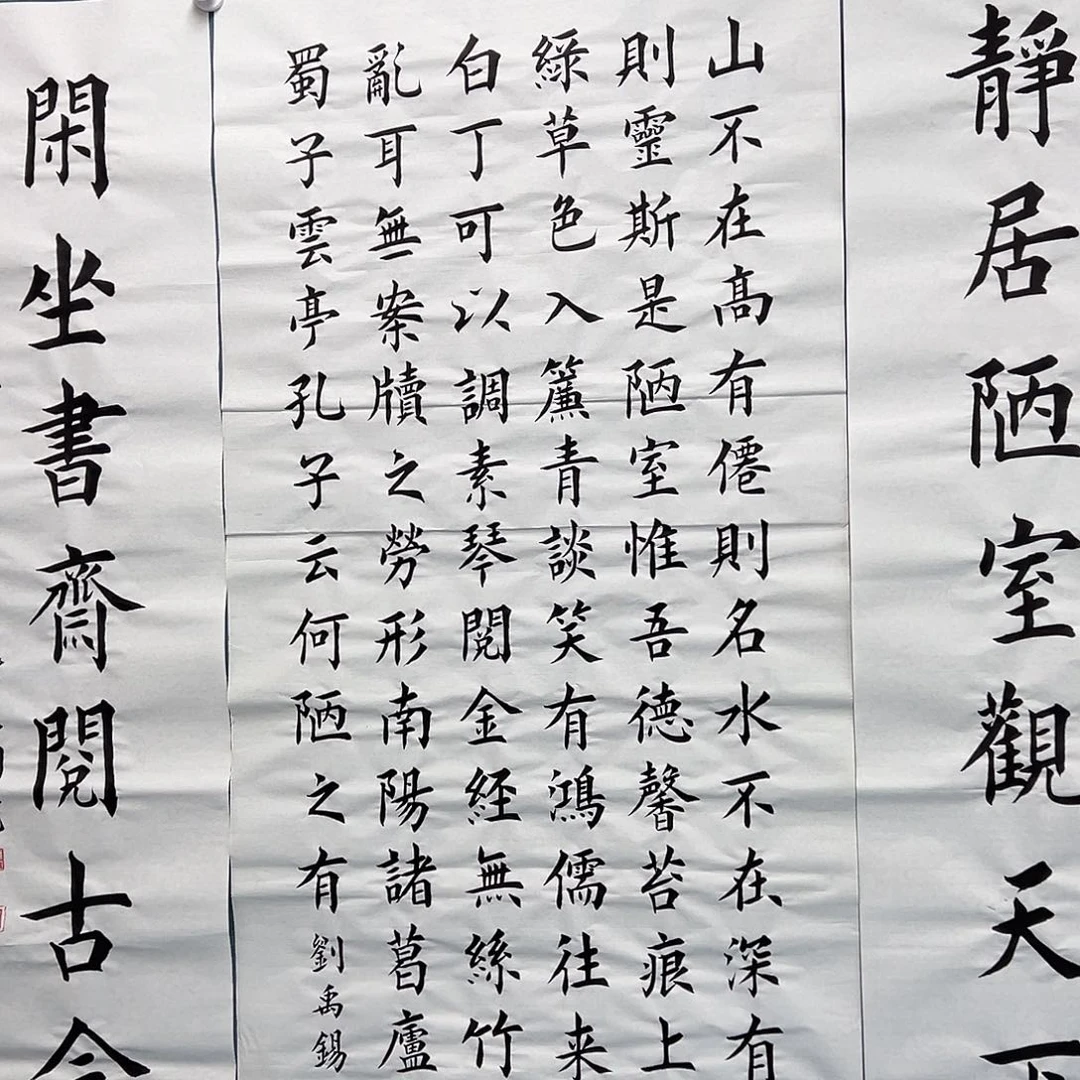 靜居陋室觀天下
山不在髙有僊則名水不在深有
則靈斯是陋室惟吾德馨苔痕上
綠草色入簾青談笑有鴻儒往来
白丁可以調素琴閱金経無絲竹
亂耳無案牘之勞形南陽諸葛廬
蜀子雲亭孔子云何陋之有
劉禹錫
閑坐書齋閱古今